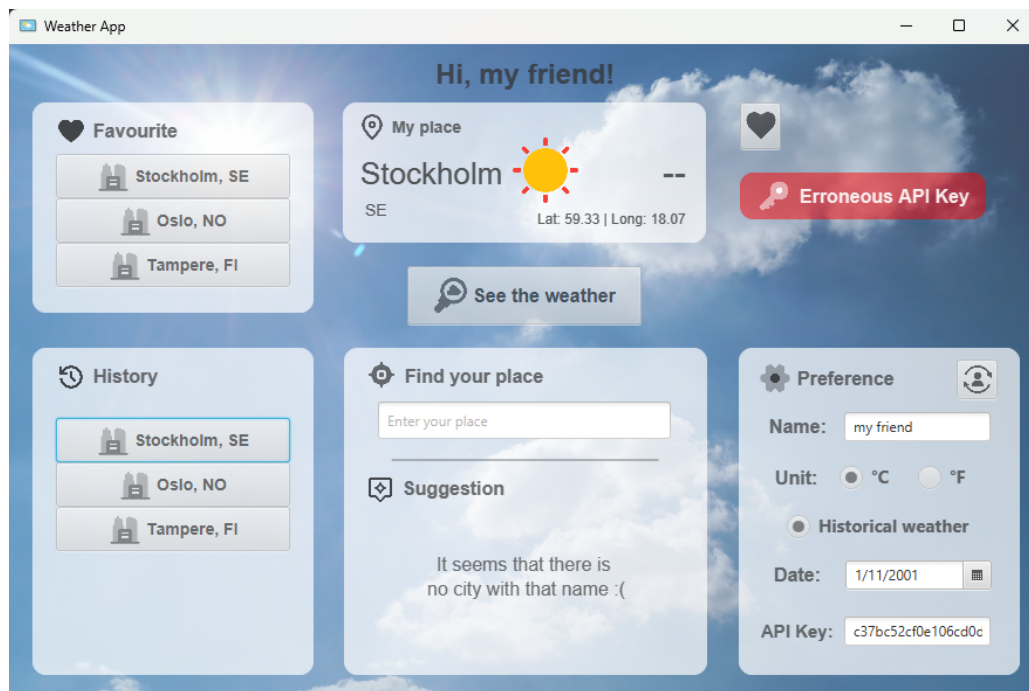 Weather App
Hi, my friend!
Favourite
Stockholm, SE
Oslo, NO
Tampere, FI
My place
Stockholm
--
SE
Lat: 59.33 | Long: 18.07
Erroneous API Key
See the weather
History
Stockholm, SE
Oslo, NO
Tampere, FI
Find your place
Enter your place
Suggestion
It seems that there is
no city with that name :(
Preference
Name: my friend
Unit: °C °F
Historical weather
Date: 1/11/2001
API Key: c37bc52cf0e106cd0c